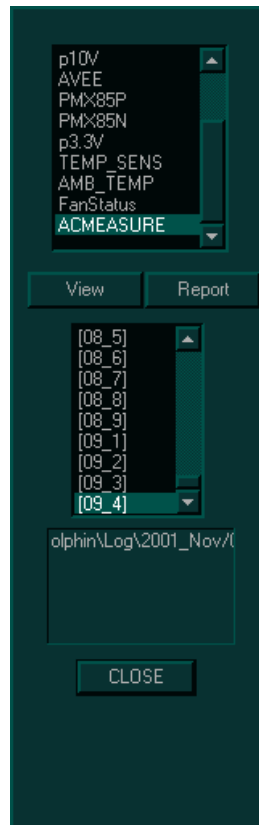 p10V
AVEE
PMX85P
PMX85N
p3.3V
TEMP_SENS
AMB_TEMP
FanStatus
ACMEASURE
View Report
[08_5]
[08_6]
[08_7]
[08_8]
[08_9]
[09_1]
[09_2]
[09_3]
[09_4]
olphin\Log\2001_Nov/(
CLOSE